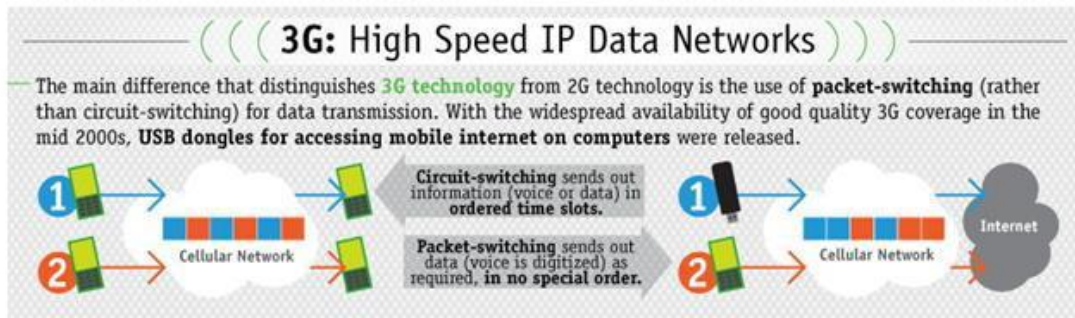 3G: High Speed IP Data Networks
The main difference that distinguishes 3G technology from 2G technology is the use of packet-switching (rather
than circuit-switching) for data transmission. With the widespread availability of good quality 3G coverage in the
mid 2000s, USB dongles for accessing mobile internet on computers were released.
1
2
Cellular Network
Circuit-switching sends out
information (voice or data) in
ordered time slots.
Packet-switching sends out
data (voice is digitized) as
required, in no special order.
1
2
Cellular Network
Internet